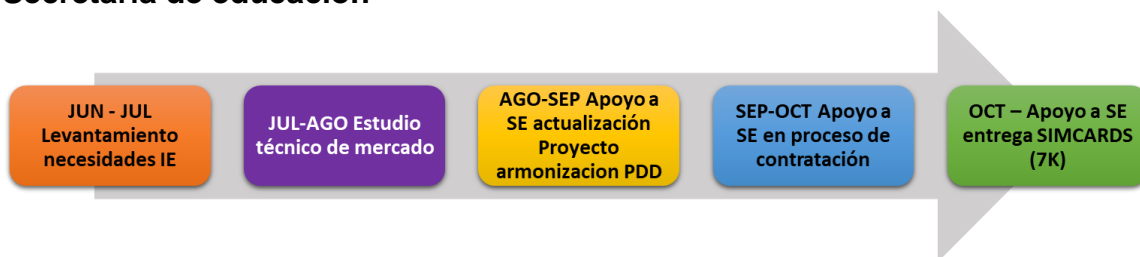 JUN - JUL
Levantamiento
necesidades IE
JUL-AGO Estudio
técnico de mercado
AGO-SEP Apoyo a
SE actualización
Proyecto
armonizacion PDD
SEP-OCT Apoyo a
SE en proceso de
contratación
OCT – Apoyo a SE
entrega SIMCARDS
(7K)